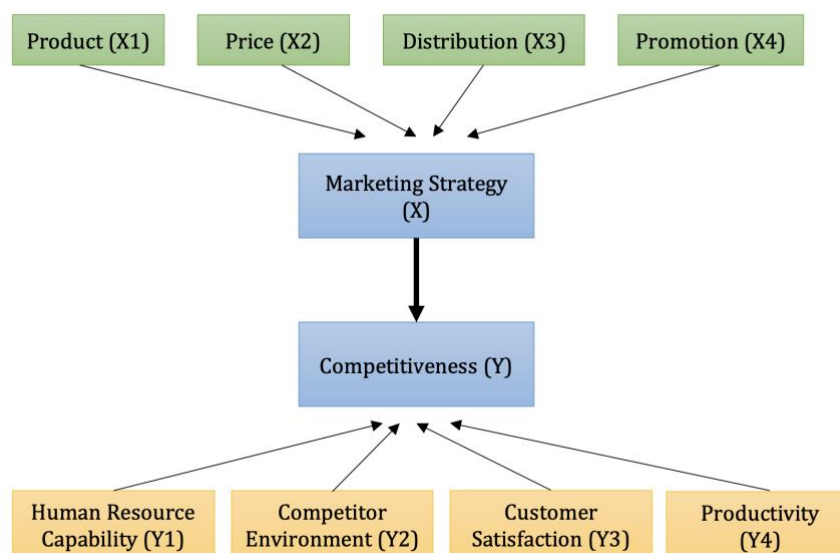 Product (X1)
Price (X2)
Distribution (X3)
Promotion (X4)
Marketing Strategy
(X)
Competitiveness (Y)
Human Resource
Capability (Y1)
Competitor
Environment (Y2)
Customer
Satisfaction (Y3)
Productivity
(Y4)